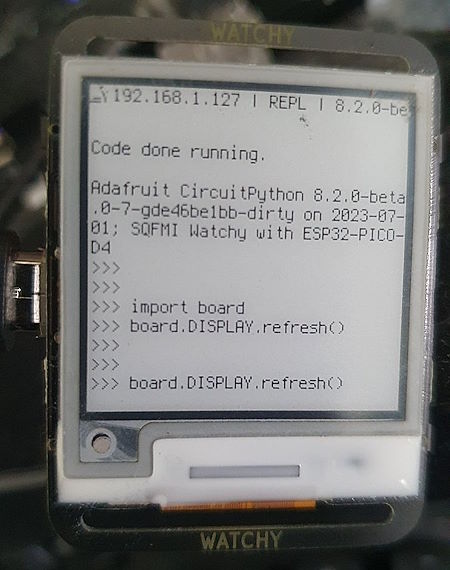 WATCHY
192.168.1.127 | REPL | 8.2.0-be
Code done running.
Adafruit CircuitPython 8.2.0-beta
.0-7-gde46be1bb-dirty on 2023-07-
01; SQFMI Watchy with ESP32-PICO-
D4
>>>
>>>
>>> import board
>>> board.DISPLAY.refresh()
>>>
>>>
>>> board.DISPLAY.refresh()
WATCHY